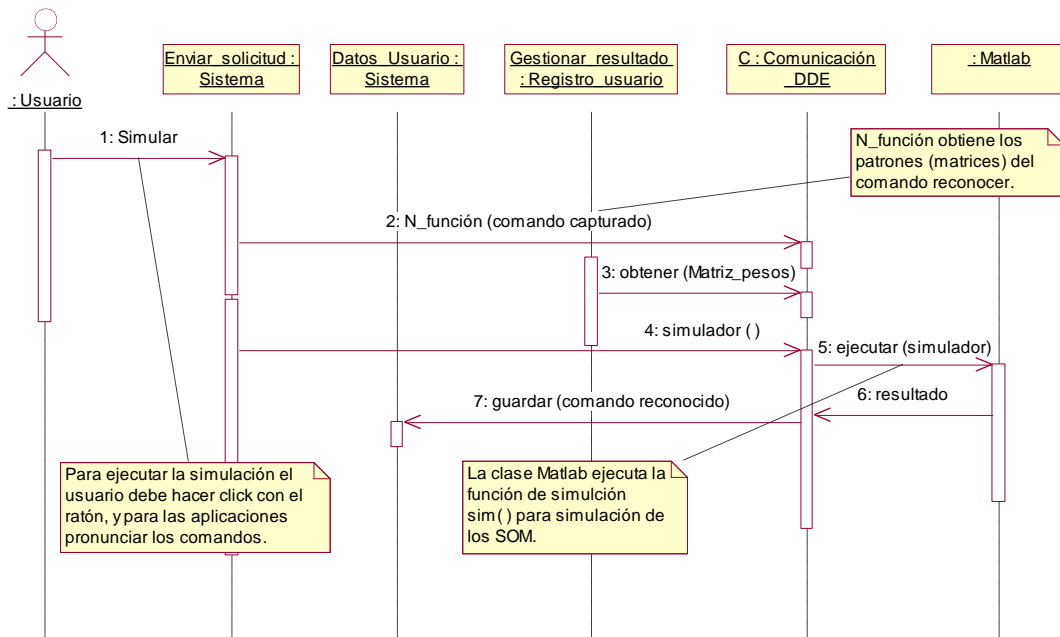 : Usuario
Enviar_solicitud :
Sistema
Datos_Usuario :
Sistema
Gestionar_resultado
: Registro_usuario
C : Comunicación
_DDE
: Matlab
1: Simular
N_función obtiene los
patrones (matrices) del
comando reconocer.
2: N_función (comando capturado)
3: obtener (Matriz_pesos)
4: simulador ( )
5: ejecutar (simulador)
6: resultado
7: guardar (comando reconocido)
Para ejecutar la simulación el
usuario debe hacer click con el
ratón, y para las aplicaciones
pronunciar los comandos.
La clase Matlab ejecuta la
función de simulción
sim( ) para simulación de
los SOM.